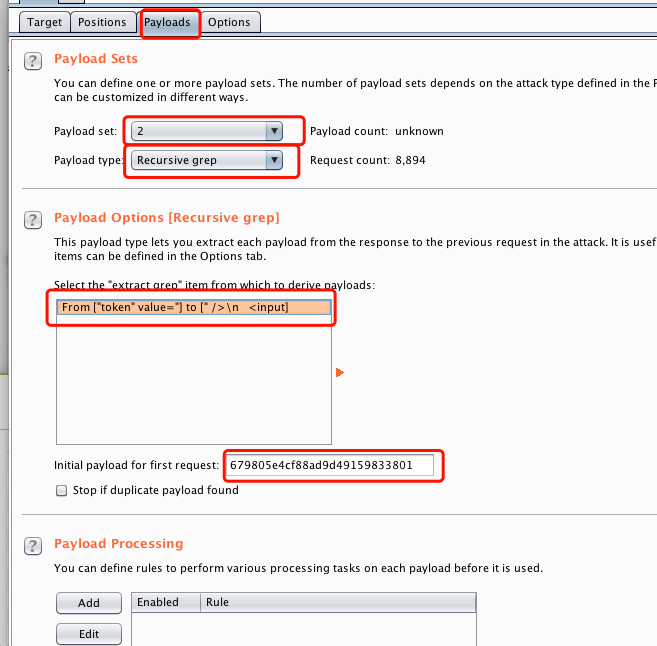 Target Positions Payloads Options
? Payload Sets
You can define one or more payload sets. The number of payload sets depends on the attack type defined in the P
can be customized in different ways.
Payload set: 2 Payload count: unknown
Payload type: Recursive grep Request count: 8,894
? Payload Options [Recursive grep]
This payload type lets you extract each payload from the response to the previous request in the attack. It is usef
items can be defined in the Options tab.
Select the "extract grep" item from which to derive payloads:
From ["token" value="] to [" />\n   <input]
Initial payload for first request: 679805e4cf88ad9d49159833801
Stop if duplicate payload found
? Payload Processing
You can define rules to perform various processing tasks on each payload before it is used.
Add Enabled Rule
Edit